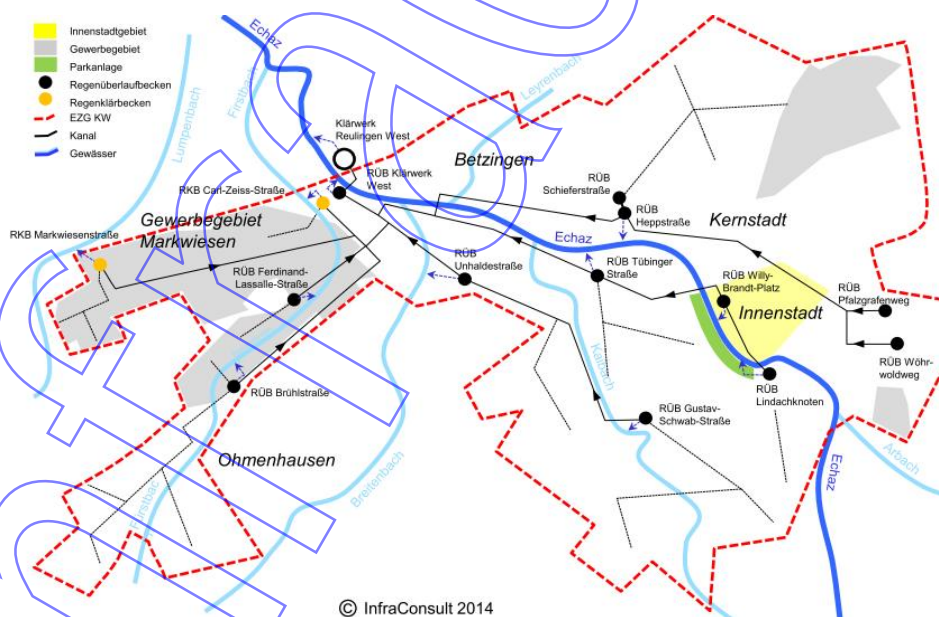 Innenstadtgebiet
Gewerbegebiet
Parkanlage
Regenüberlaufbecken
Regenklärbecken
EZG KW
Kanal
Gewässer
Echaz
Lumpenbach
Firstbach
Leyrenbach
Klärwerk
Reulingen West
RÜB Klärwerk
West
RKB Carl-Zeiss-Straße
Betzingen
RÜB
Schieferstraße
RÜB
Heppstraße
Kernstadt
Gewerbegebiet
Markwiesen
RKB Markwiesenstraße
RÜB Ferdinand-
Lassalle-Straße
RÜB
Unhaldestraße
Echaz
RÜB Tübinger
Straße
RÜB Willy-
Brandt-Platz
Innenstadt
RÜB
Pfalzgrafenweg
RÜB Wöhr-
woldweg
RÜB
Lindachknoten
Kaibach
RÜB Brühlstraße
RÜB Gustav-
Schwab-Straße
Ohmenhausen
Fürstbac
Breitenbach
Echaz
Arbach
© InfraConsult 2014